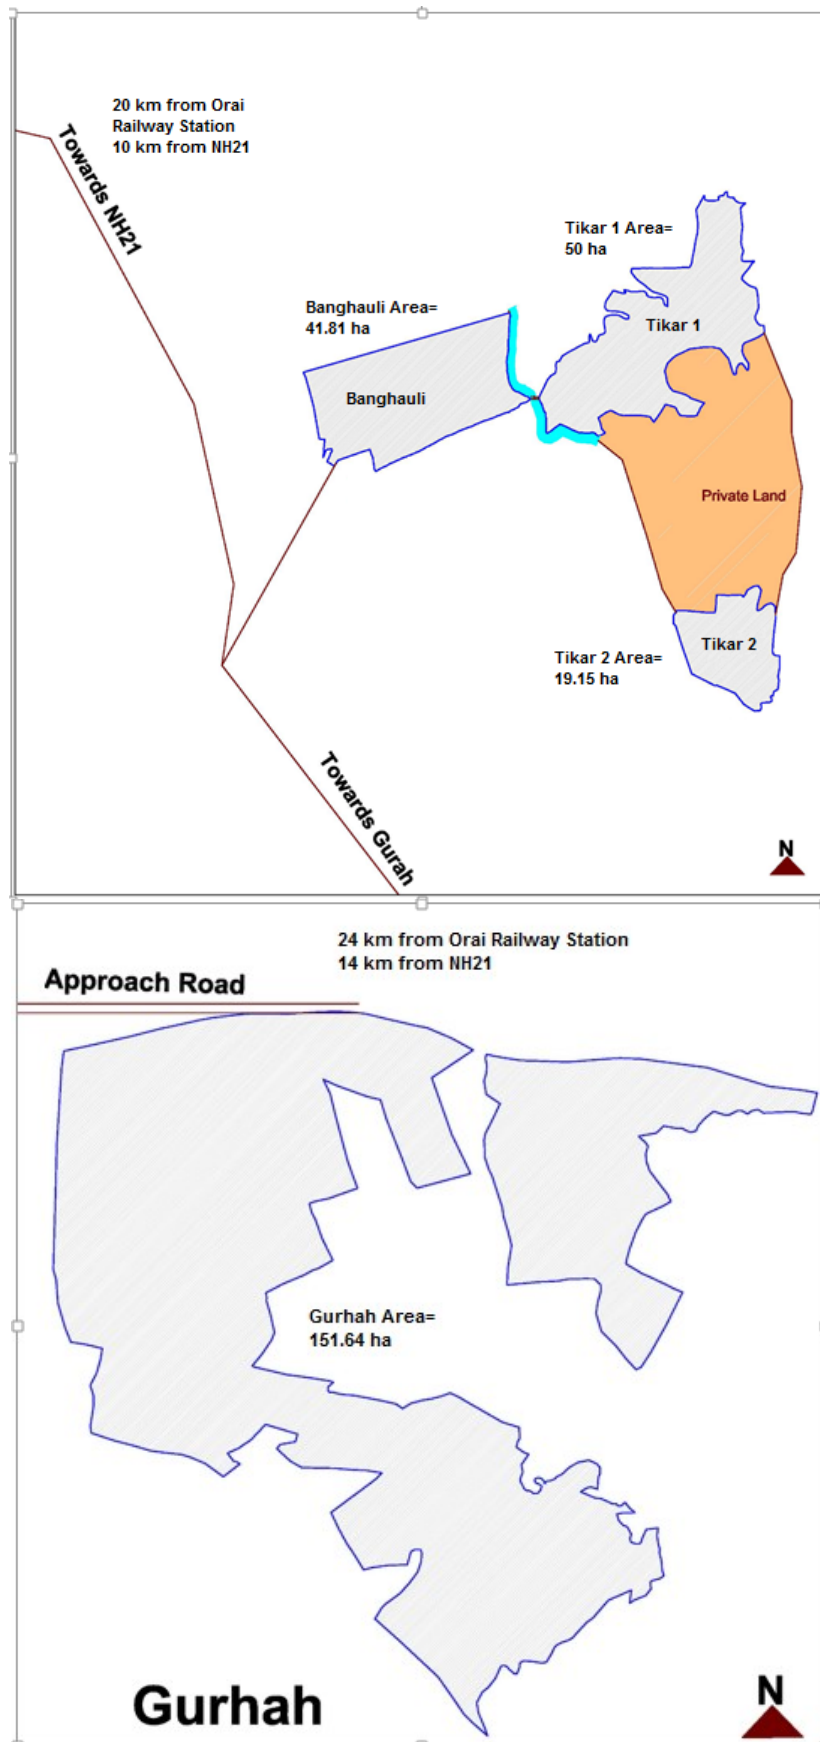 20 km from Orai
Railway Station
10 km from NH21
Towards NH21
Tikar 1 Area=
50 ha
Banghauli Area=
41.81 ha
Tikar 1
Banghauli
Private Land
Tikar 2
Tikar 2 Area=
19.15 ha
Towards Gurah
N
24 km from Orai Railway Station
14 km from NH21
Approach Road
Gurhah Area=
151.64 ha
Gurhah
N